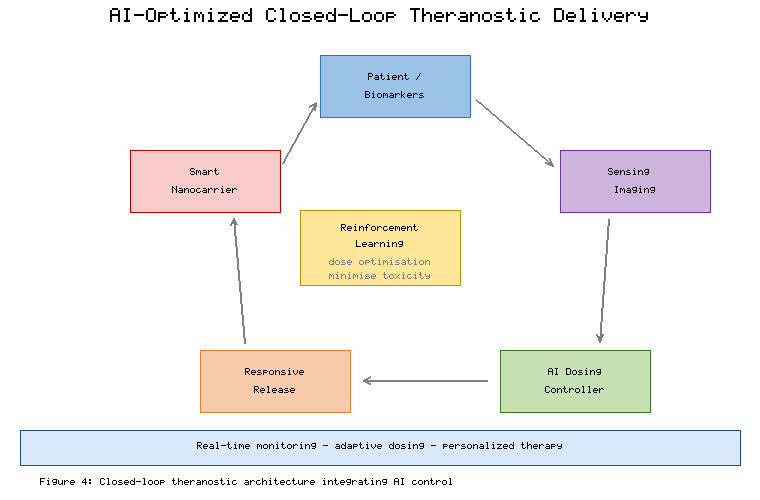 AI-Optimized Closed-Loop Theranostic Delivery
Patient /
Biomarkers
Smart
Nanocarrier
Sensing
Imaging
Reinforcement
Learning
dose optimisation
minimise toxicity
Responsive
Release
AI Dosing
Controller
Real-time monitoring - adaptive dosing - personalized therapy
Figure 4: Closed-loop theranostic architecture integrating AI control